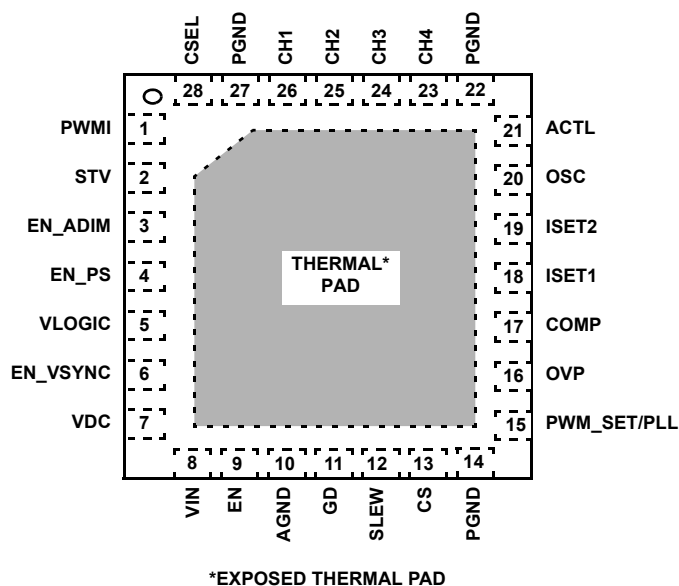 CSEL
PGND
CH1
CH2
CH3
CH4
PGND
28
27
26
25
24
23
22
PWMI 1
STV 2
EN_ADIM 3
EN_PS 4
VLOGIC 5
EN_VSYNC 6
VDC 7
21 ACTL
20 OSC
19 ISET2
18 ISET1
17 COMP
16 OVP
15 PWM_SET/PLL
THERMAL*
PAD
8
9
10
11
12
13
14
VIN
EN
AGND
GD
SLEW
CS
PGND
*EXPOSED THERMAL PAD